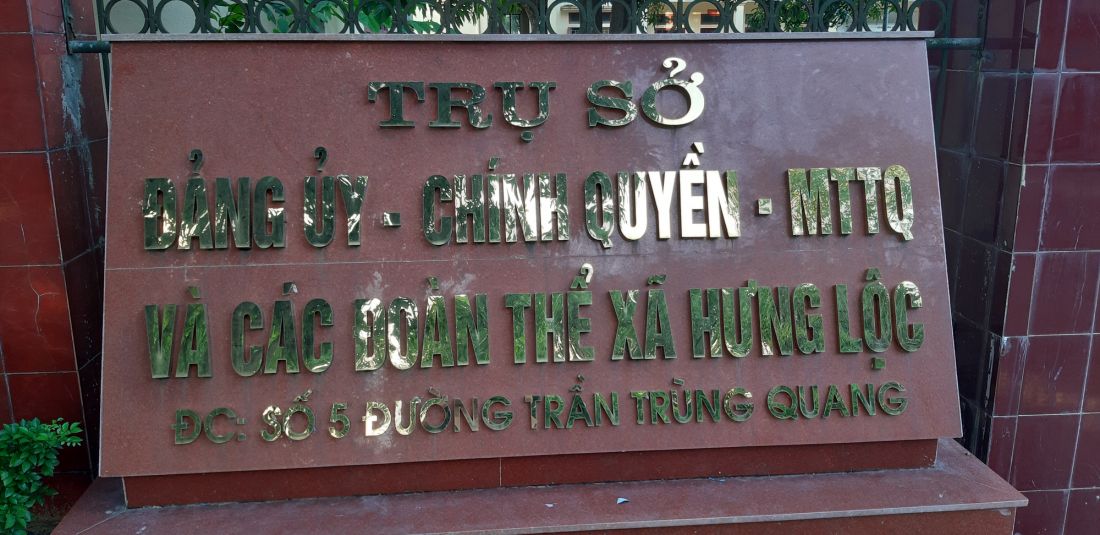 TRỤ SỞ
ĐẢNG ỦY - CHÍNH QUYỀN - MTTQ
VÀ CÁC ĐOÀN THỂ XÃ HƯNG LỘC
ĐC: SỐ 5 ĐƯỜNG TRẦN TRÙNG QUANG